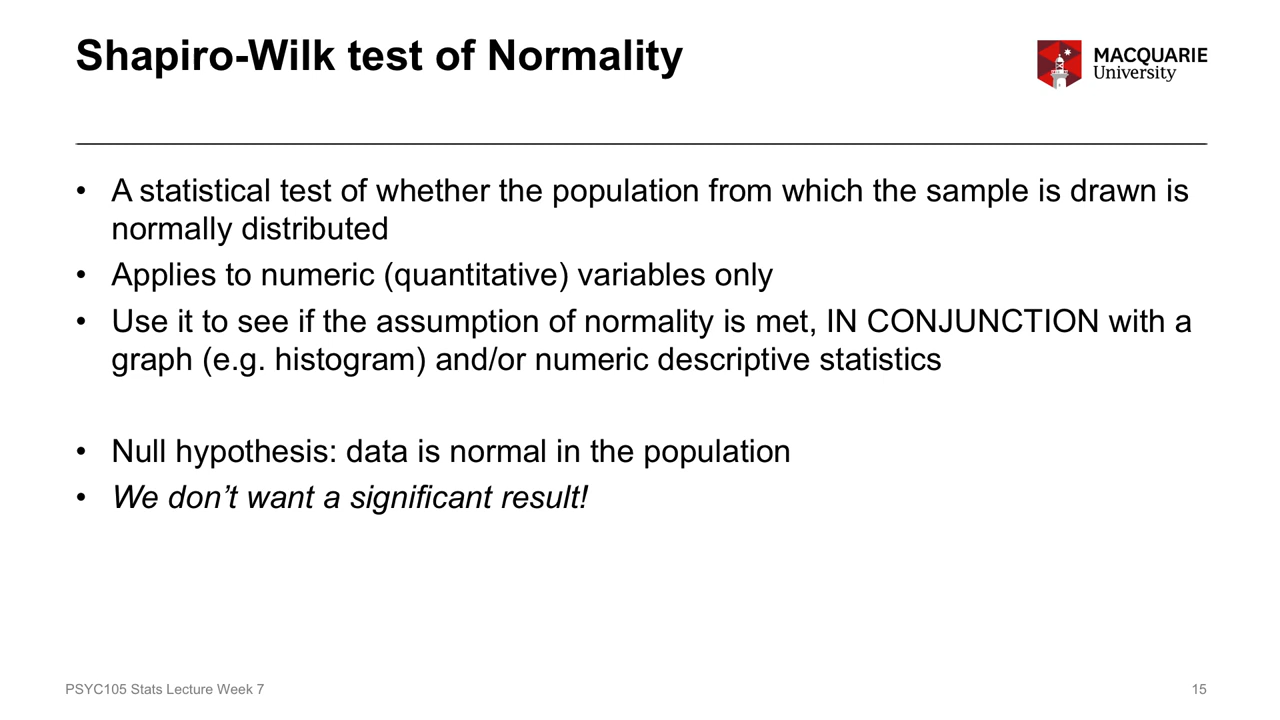 Shapiro-Wilk test of Normality
MACQUARIE
University
• A statistical test of whether the population from which the sample is drawn is
normally distributed
• Applies to numeric (quantitative) variables only
• Use it to see if the assumption of normality is met, IN CONJUNCTION with a
graph (e.g. histogram) and/or numeric descriptive statistics
• Null hypothesis: data is normal in the population
• We don’t want a significant result!
PSYC105 Stats Lecture Week 7
15